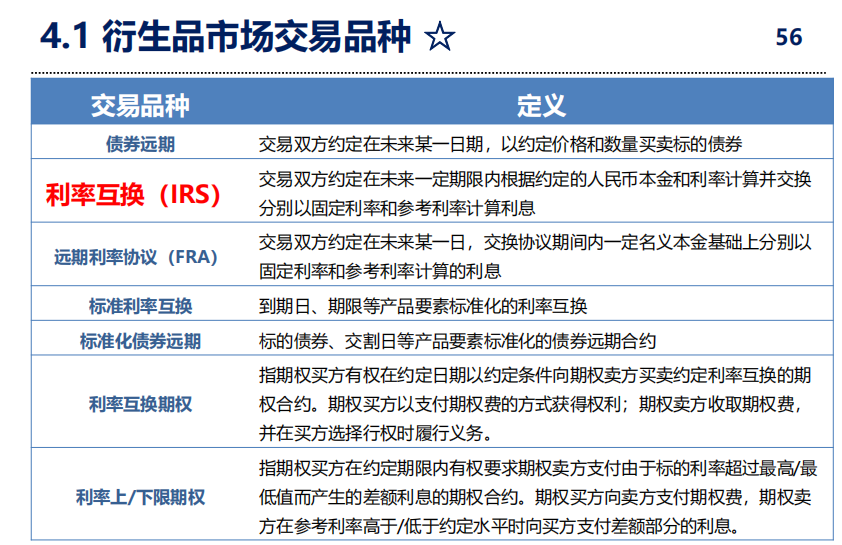 4.1 衍生品市场交易品种 ☆
56
交易品种 定义
债券远期 交易双方约定在未来某一日期，以约定价格和数量买卖标的债券
利率互换（IRS） 交易双方约定在未来一定期限内根据约定的人民币本金和利率计算并交换
分别以固定利率和参考利率计算利息
远期利率协议（FRA） 交易双方约定在未来某一日，交换协议期间内一定名义本金基础上分别以
固定利率和参考利率计算的利息
标准利率互换 到期日、期限等产品要素标准化的利率互换
标准化债券远期 标的债券、交割日等产品要素标准化的债券远期合约
利率互换期权 指期权买方有权在约定日期以约定条件向期权卖方买卖约定利率互换的期
权合约。期权买方以支付期权费的方式获得权利；期权卖方收取期权费，
并在买方选择行权时履行义务。
利率上/下限期权 指期权买方在约定期限内有权要求期权卖方支付由于标的利率超过最高/最
低值而产生的差额利息的期权合约。期权买方向卖方支付期权费，期权卖
方在参考利率高于/低于约定水平时向买方支付差额部分的利息。